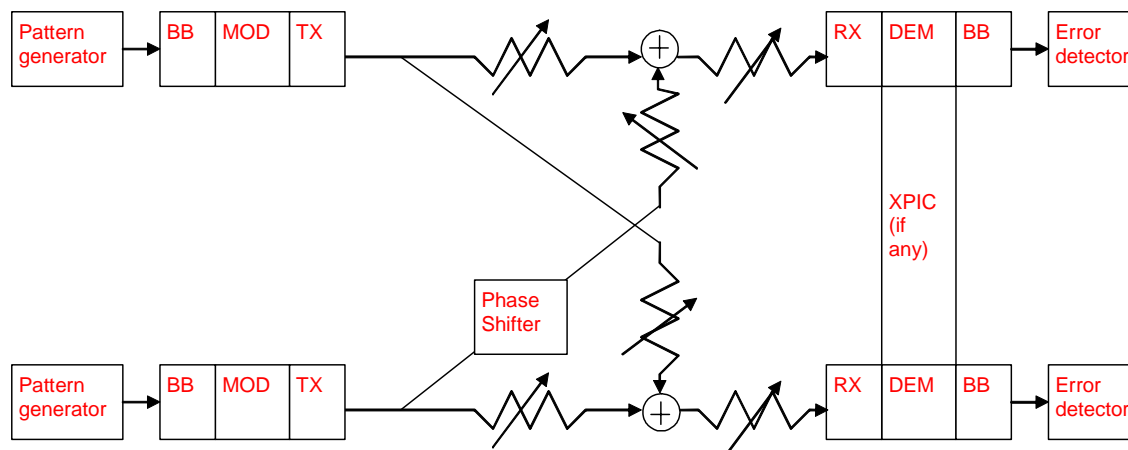 Pattern
generator
BB
MOD
TX
RX
DEM
BB
Error
detector
XPIC
(if
any)
Phase
Shifter
Pattern
generator
BB
MOD
TX
RX
DEM
BB
Error
detector